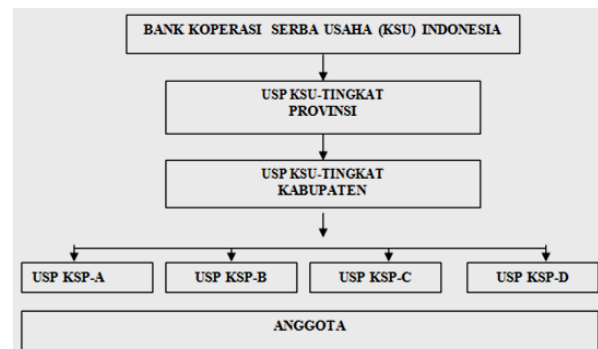 BANK KOPERASI SERBA USAHA (KSU) INDONESIA
USP KSU-TINGKAT
PROVINSI
USP KSU-TINGKAT
KABUPATEN
USP KSP-A
USP KSP-B
USP KSP-C
USP KSP-D
ANGGOTA